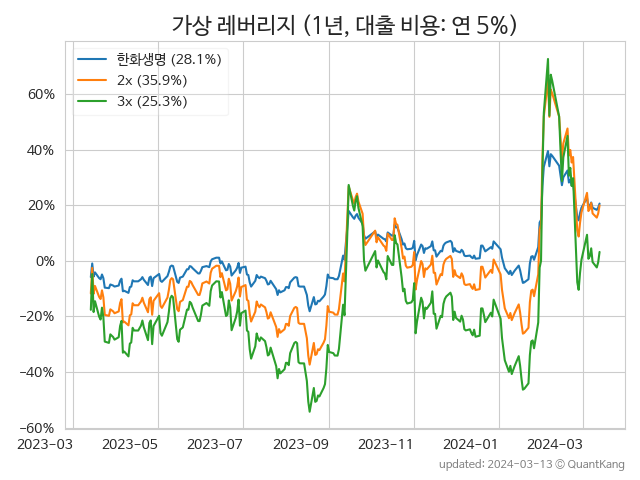 가상 레버리지 (1년, 대출 비용: 연 5%)
한화생명 (28.1%)
2x (35.9%)
3x (25.3%)
60%
40%
20%
0%
−20%
−40%
−60%
2023-03 2023-05 2023-07 2023-09 2023-11 2024-01 2024-03
updated: 2024-03-13 ⓒ QuantKang